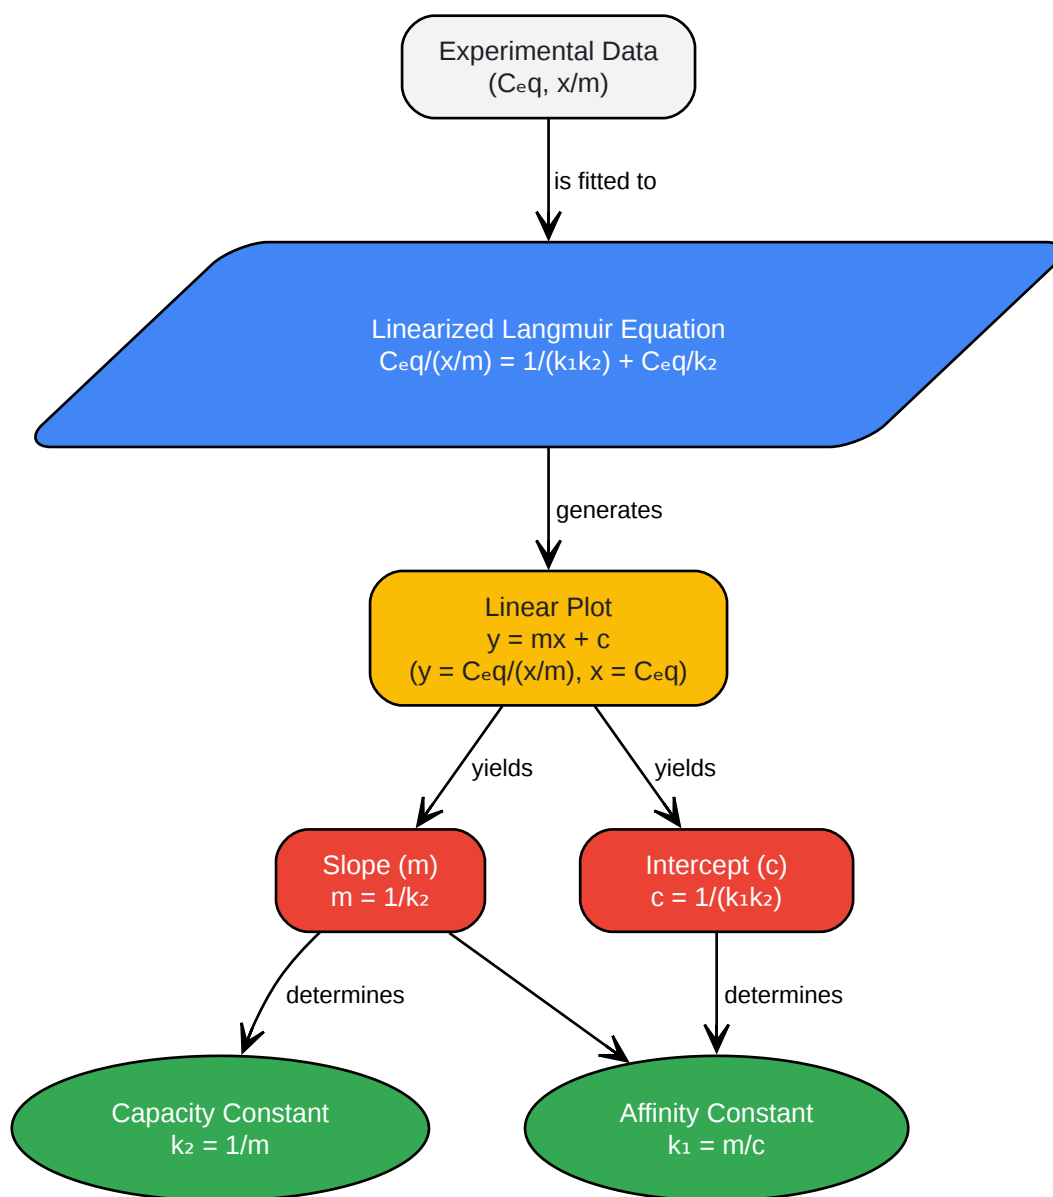 Experimental Data
(Cₑq, x/m)
is fitted to
Linearized Langmuir Equation
Cₑq/(x/m) = 1/(k₁k₂) + Cₑq/k₂
generates
Linear Plot
y = mx + c
(y = Cₑq/(x/m), x = Cₑq)
yields
yields
Slope (m)
m = 1/k₂
Intercept (c)
c = 1/(k₁k₂)
determines
determines
Capacity Constant
k₂ = 1/m
Affinity Constant
k₁ = m/c